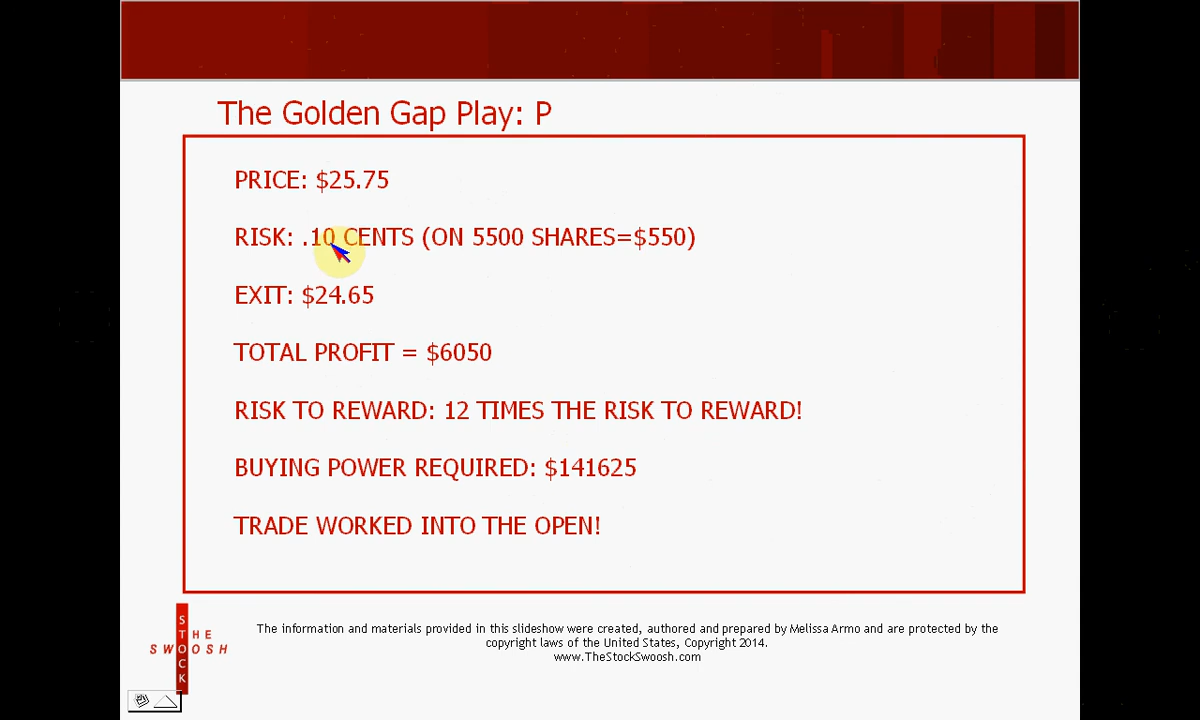 The Golden Gap Play: P
PRICE: $25.75
RISK: .10 CENTS (ON 5500 SHARES=$550)
EXIT: $24.65
TOTAL PROFIT = $6050
RISK TO REWARD: 12 TIMES THE RISK TO REWARD!
BUYING POWER REQUIRED: $141625
TRADE WORKED INTO THE OPEN!
THE
STOCK
SWOOSH
The information and materials provided in this slideshow were created, authored and prepared by Melissa Armo and are protected by the
copyright laws of the United States, Copyright 2014.
www.TheStockSwoosh.com